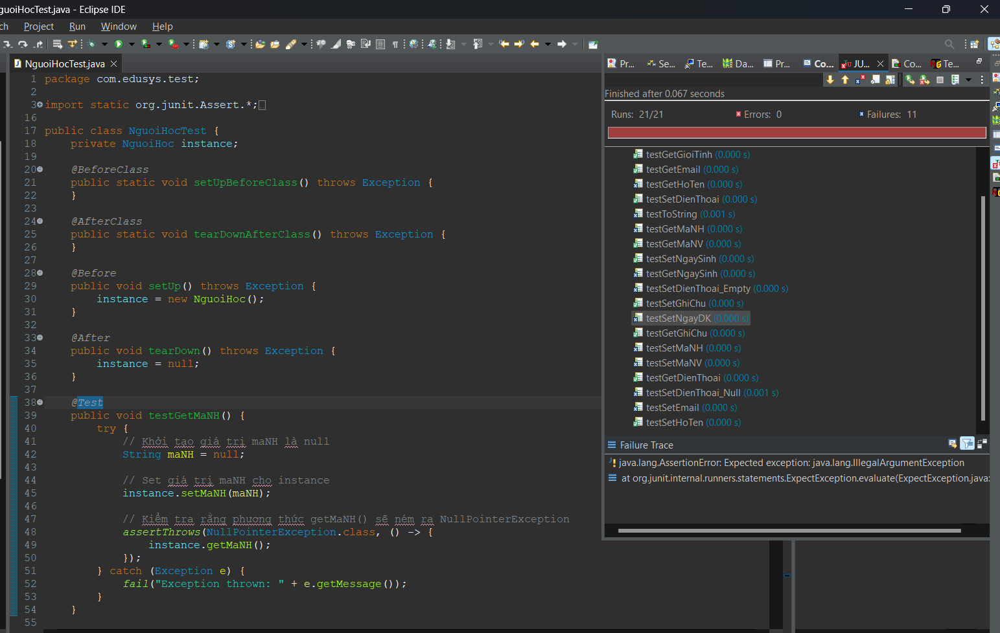 guoiHocTest.java - Eclipse IDE
ch Project Run Window Help
NguoiHocTest.java
1 package com.edusys.test;
2
3 import static org.junit.Assert.*;
16
17 public class NguoiHocTest {
18 private NguoiHoc instance;
19
20 @BeforeClass
21 public static void setUpBeforeClass() throws Exception {
22 }
23
24 @AfterClass
25 public static void tearDownAfterClass() throws Exception {
26 }
27
28 @Before
29 public void setUp() throws Exception {
30 instance = new NguoiHoc();
31 }
32
33 @After
34 public void tearDown() throws Exception {
35 instance = null;
36 }
37
38 @Test
39 public void testGetMaNH() {
40 try {
41 // Khởi tạo giá trị maNH là null
42 String maNH = null;
43
44 // Set giá trị maNH cho instance
45 instance.setMaNH(maNH);
46
47 // Kiểm tra rằng phương thức getMaNH() sẽ ném ra NullPointerException
48 assertThrows(NullPointerException.class, () -> {
49 instance.getMaNH();
50 });
51 } catch (Exception e) {
52 fail("Exception thrown: " + e.getMessage());
53 }
54 }
55
Pr... Se... Te... Da... Pr... Co... JU... Co... Te...
Finished after 0.067 seconds
Runs: 21/21 Errors: 0 Failures: 11
testGetGioiTinh (0.000 s)
testGetEmail (0.000 s)
testGetHoTen (0.000 s)
testSetDienThoai (0.000 s)
testToString (0.001 s)
testGetMaNH (0.000 s)
testGetMaNV (0.000 s)
testSetNgaySinh (0.000 s)
testGetNgaySinh (0.000 s)
testSetDienThoai_Empty (0.000 s)
testSetGhiChu (0.000 s)
testSetNgayDK (0.000 s)
testGetGhiChu (0.000 s)
testSetMaNH (0.000 s)
testSetMaNV (0.000 s)
testGetDienThoai (0.000 s)
testSetDienThoai_Null (0.001 s)
testSetEmail (0.000 s)
testSetHoTen (0.000 s)
Failure Trace
java.lang.AssertionError: Expected exception: java.lang.IllegalArgumentException
at org.junit.internal.runners.statements.ExpectException.evaluate(ExpectException.java: